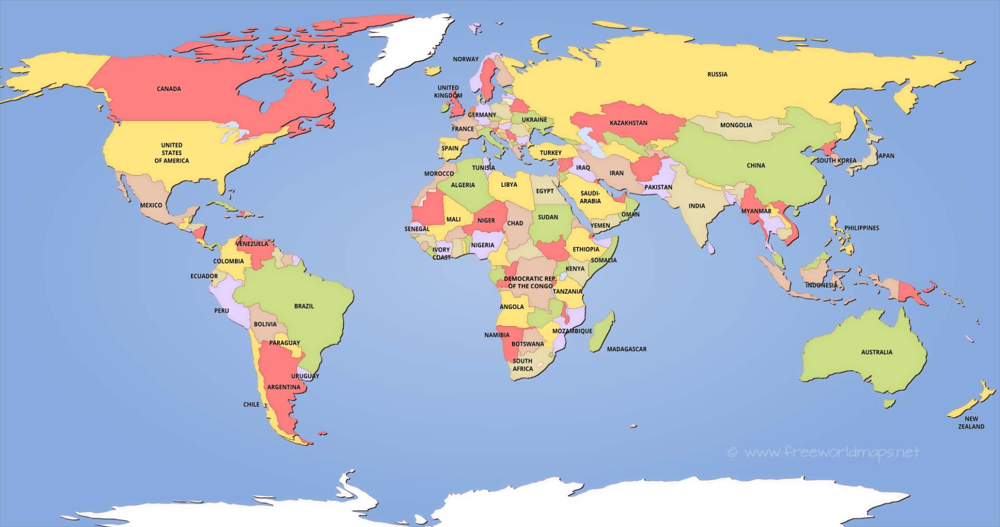 NORWAY
RUSSIA
CANADA
UNITED
KINGDOM
GERMANY
UKRAINE
KAZAKHSTAN
MONGOLIA
FRANCE
UNITED
STATES
OF AMERICA
SPAIN
TURKEY
JAPAN
SOUTH KOREA
CHINA
TUNISIA
IRAQ
IRAN
MOROCCO
ALGERIA
LIBYA
EGYPT
PAKISTAN
SAUDI-
ARABIA
MEXICO
INDIA
MYANMAR
OMAN
MALI
NIGER
CHAD
SUDAN
YEMEN
SENEGAL
PHILIPPINES
VENEZUELA
NIGERIA
IVORY
COAST
ETHIOPIA
SOMALIA
COLOMBIA
KENYA
ECUADOR
DEMOCRATIC REP.
OF THE CONGO
INDONESIA
TANZANIA
BRAZIL
ANGOLA
PERU
BOLIVIA
NAMIBIA
MOZAMBIQUE
PARAGUAY
BOTSWANA
MADAGASCAR
AUSTRALIA
SOUTH
AFRICA
URUGUAY
ARGENTINA
CHILE
NEW
ZEALAND
© www.freeworldmaps.net